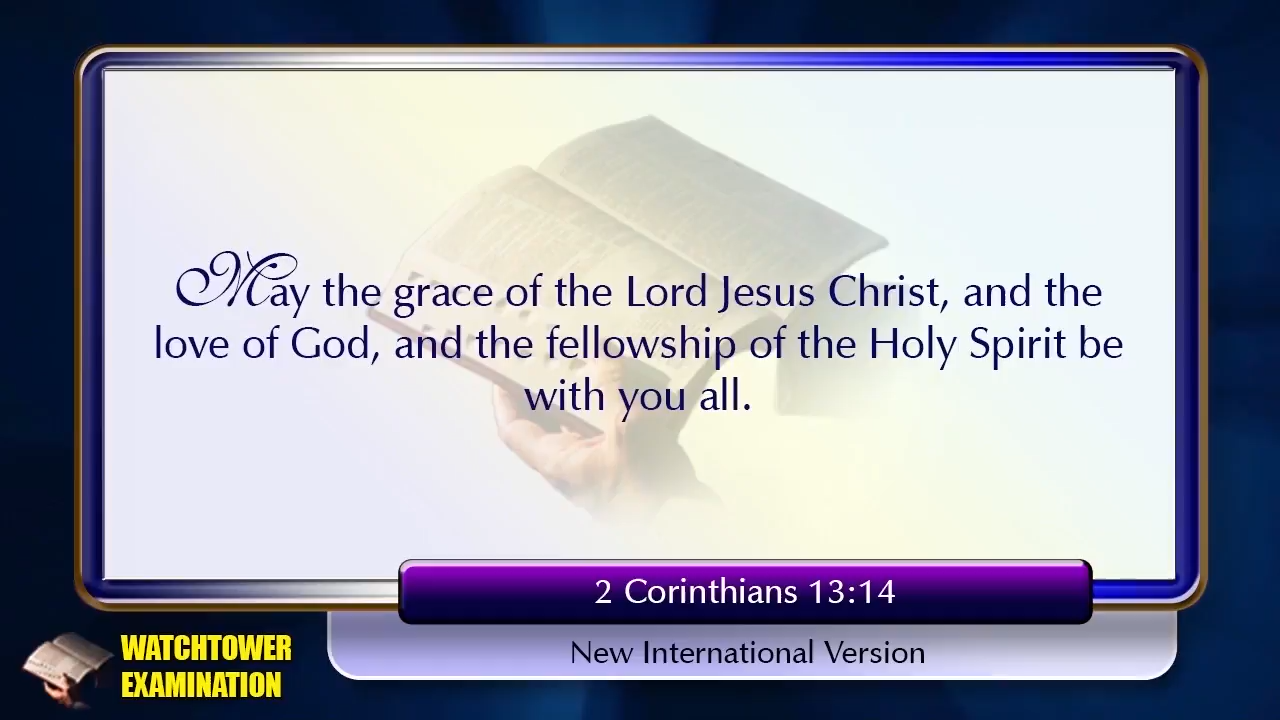 May the grace of the Lord Jesus Christ, and the
love of God, and the fellowship of the Holy Spirit be
with you all.
2 Corinthians 13:14
New International Version
WATCHTOWER
EXAMINATION